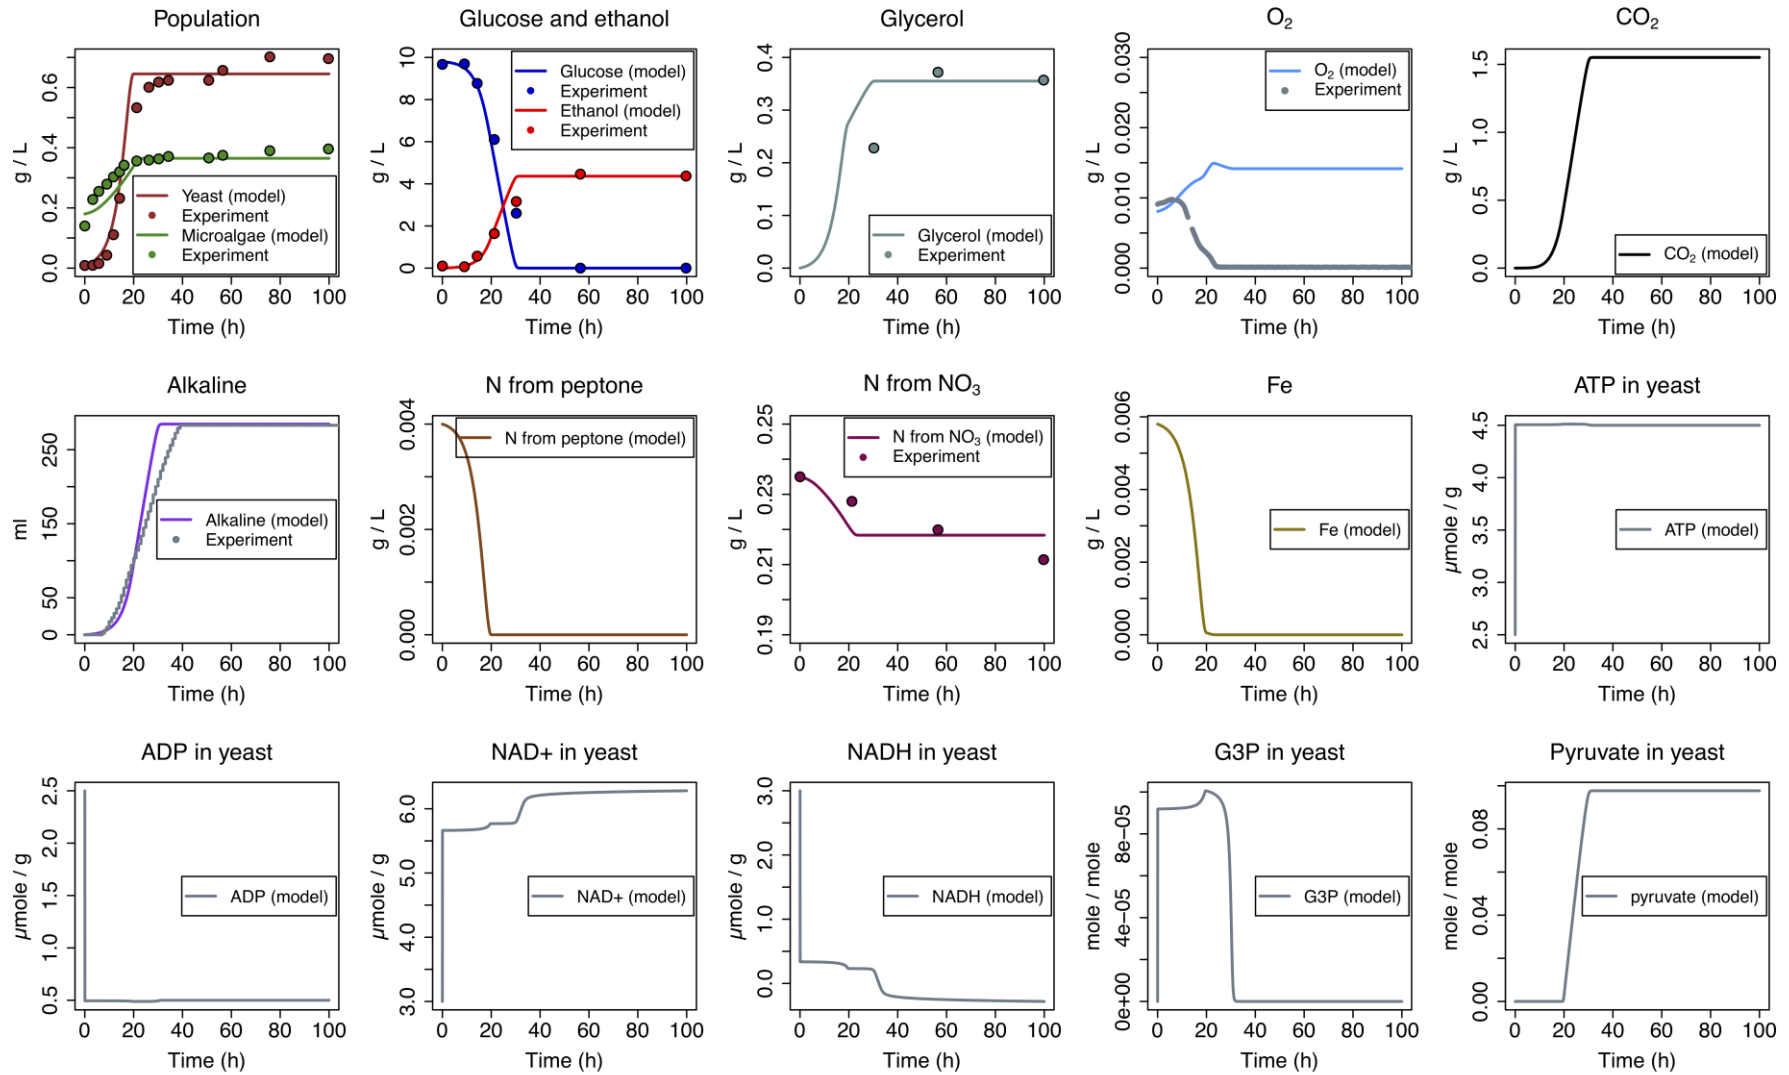 Population
g / L
0.0 0.2 0.4 0.6
Yeast (model)
Experiment
Microalgae (model)
Experiment
0 20 40 60 80 100
Time (h)
Glucose and ethanol
g / L
0 2 4 6 8 10
Glucose (model)
Experiment
Ethanol (model)
Experiment
0 20 40 60 80 100
Time (h)
Glycerol
g / L
0.0 0.1 0.2 0.3 0.4
Glycerol (model)
Experiment
0 20 40 60 80 100
Time (h)
O₂
g / L
0.000 0.010 0.020 0.030
O₂ (model)
Experiment
0 20 40 60 80 100
Time (h)
CO₂
g / L
0.0 0.5 1.0 1.5
CO₂ (model)
0 20 40 60 80 100
Time (h)
Alkaline
ml
0 50 150 250
Alkaline (model)
Experiment
0 20 40 60 80 100
Time (h)
N from peptone
g / L
0.000 0.002 0.004
N from peptone (model)
0 20 40 60 80 100
Time (h)
N from NO₃
g / L
0.19 0.21 0.23 0.25
N from NO₃ (model)
Experiment
0 20 40 60 80 100
Time (h)
Fe
g / L
0.000 0.002 0.004 0.006
Fe (model)
0 20 40 60 80 100
Time (h)
ATP in yeast
µmole / g
2.5 3.0 3.5 4.0 4.5
ATP (model)
0 20 40 60 80 100
Time (h)
ADP in yeast
µmole / g
0.5 1.0 1.5 2.0 2.5
ADP (model)
0 20 40 60 80 100
Time (h)
NAD+ in yeast
µmole / g
3.0 4.0 5.0 6.0
NAD+ (model)
0 20 40 60 80 100
Time (h)
NADH in yeast
µmole / g
0.0 1.0 2.0 3.0
NADH (model)
0 20 40 60 80 100
Time (h)
G3P in yeast
mole / mole
0e+00 4e−05 8e−05
G3P (model)
0 20 40 60 80 100
Time (h)
Pyruvate in yeast
mole / mole
0.00 0.04 0.08
pyruvate (model)
0 20 40 60 80 100
Time (h)